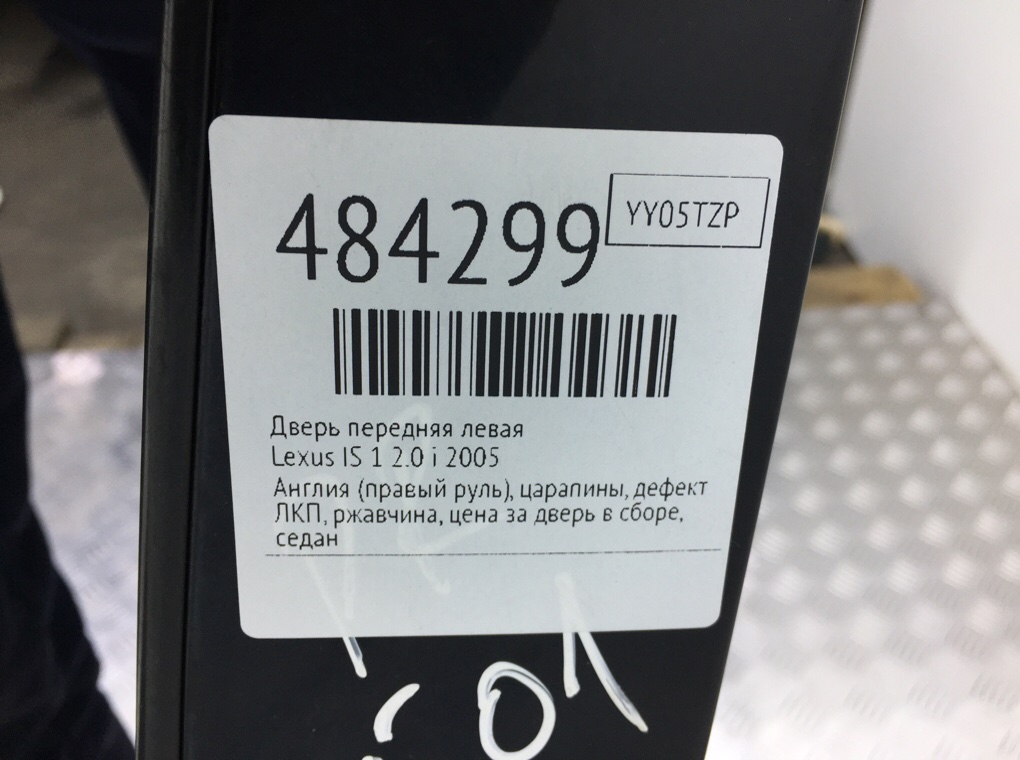 484299
YY05TZP
Дверь передняя левая
Lexus IS 1 2.0 i 2005
Англия (правый руль), царапины, дефект
ЛКП, ржавчина, цена за дверь в сборе,
седан